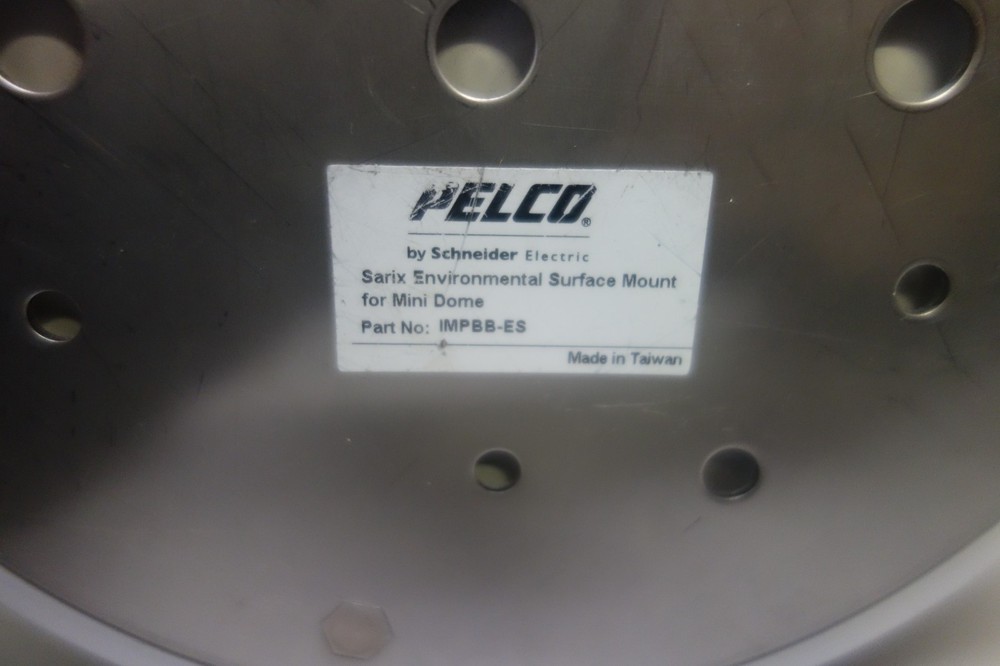 PELCO®
by Schneider Electric
Sarix Environmental Surface Mount
for Mini Dome
Part No: IMPBB-ES
Made in Taiwan